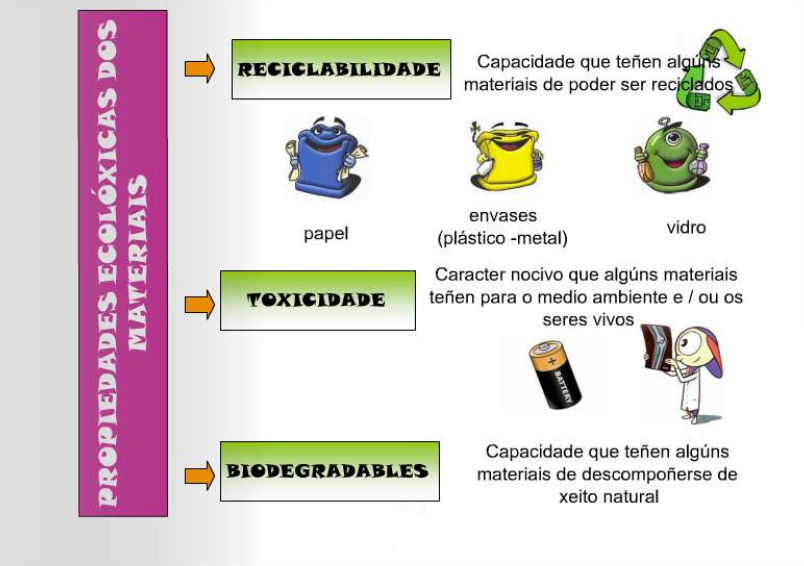 PROPIEDADES ECOLÓXICAS DOS
MATERIAIS
RECICLABILIDADE
Capacidade que teñen algúns
materiais de poder ser reciclados
papel
envases
(plástico -metal)
vidro
TOXICIDADE
Caracter nocivo que algúns materiais
teñen para o medio ambiente e / ou os
seres vivos
BATTERY
BIODEGRADABLES
Capacidade que teñen algúns
materiais de descompoñerse de
xeito natural